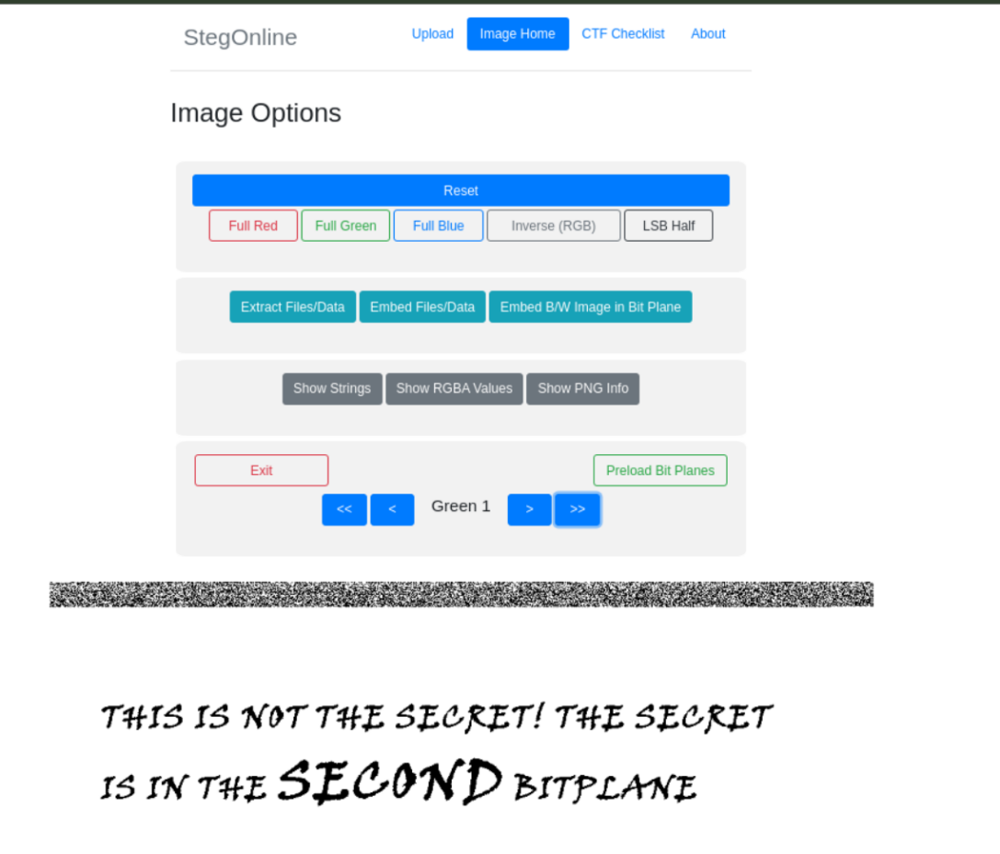 StegOnline Upload Image Home CTF Checklist About
Image Options
Reset
Full Red Full Green Full Blue Inverse (RGB) LSB Half
Extract Files/Data Embed Files/Data Embed B/W Image in Bit Plane
Show Strings Show RGBA Values Show PNG Info
Exit Preload Bit Planes
<< < Green 1 > >>
THIS IS NOT THE SECRET! THE SECRET
IS IN THE SECOND BITPLANE